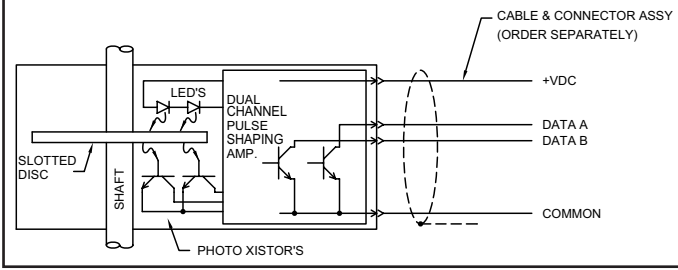 CABLE & CONNECTOR ASSY
(ORDER SEPARATELY)
+VDC
LED'S
DUAL
CHANNEL
PULSE
SHAPING
AMP.
DATA A
DATA B
SLOTTED
DISC
SHAFT
COMMON
PHOTO XISTOR'S